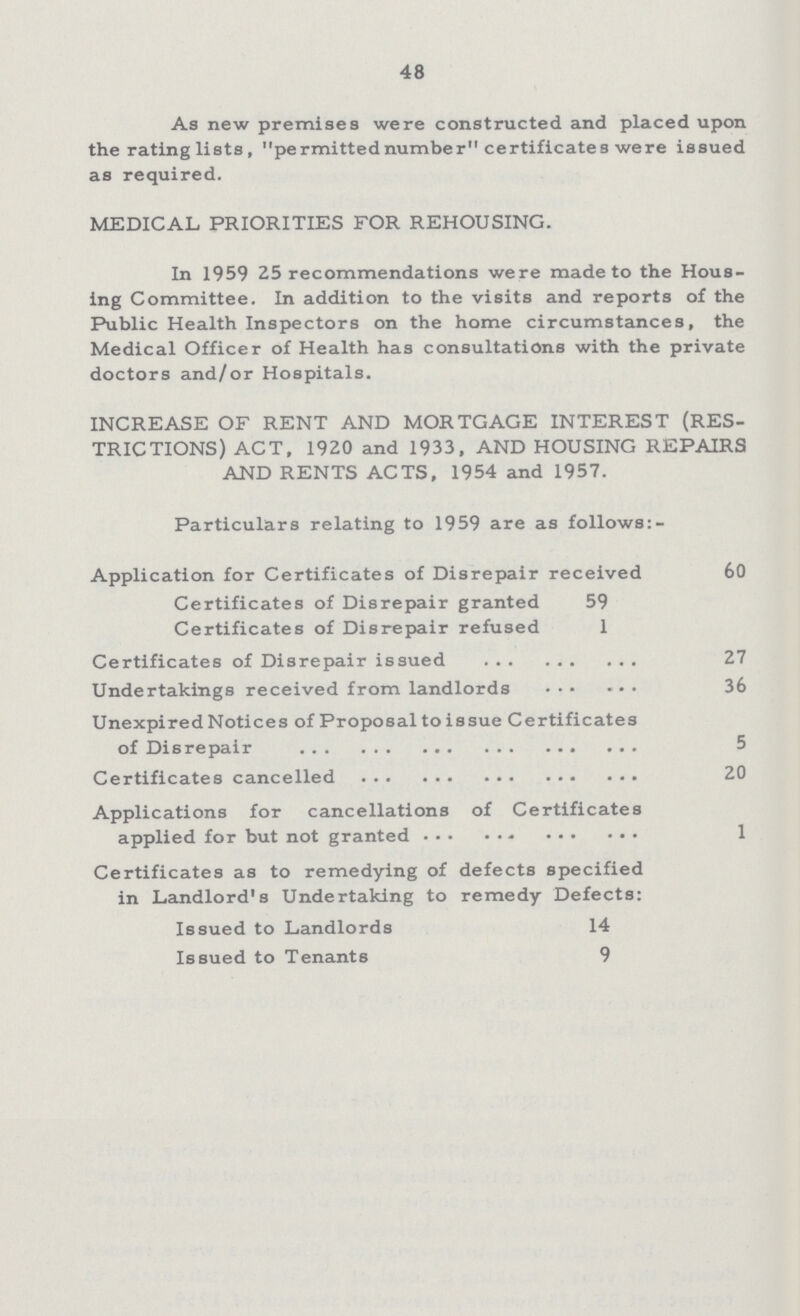 48
As new premises were constructed and placed upon
the rating lists, "permitted number" certificates were issued
as required.
MEDICAL PRIORITIES FOR REHOUSING.
In 1959 25 recommendations were made to the Hous-
ing Committee. In addition to the visits and reports of the
Public Health Inspectors on the home circumstances, the
Medical Officer of Health has consultations with the private
doctors and/or Hospitals.
INCREASE OF RENT AND MORTGAGE INTEREST (RES-
TRICTIONS) ACT, 1920 and 1933, AND HOUSING REPAIRS
AND RENTS ACTS, 1954 and 1957.
Particulars relating to 1959 are as follows:-
Application for Certificates of Disrepair received 60
Certificates of Disrepair granted 59
Certificates of Disrepair refused 1
Certificates of Disrepair issued ... ... ... 27
Undertakings received from landlords ... ... 36
Unexpired Notices of Proposal to issue Certificates
of Disrepair ... ... ... ... ... ... 5
Certificates cancelled ... ... ... ... ... 20
Applications for cancellations of Certificates
applied for but not granted ... ... ... ... 1
Certificates as to remedying of defects specified
in Landlord's Undertaking to remedy Defects:
Issued to Landlords 14
Issued to Tenants 9